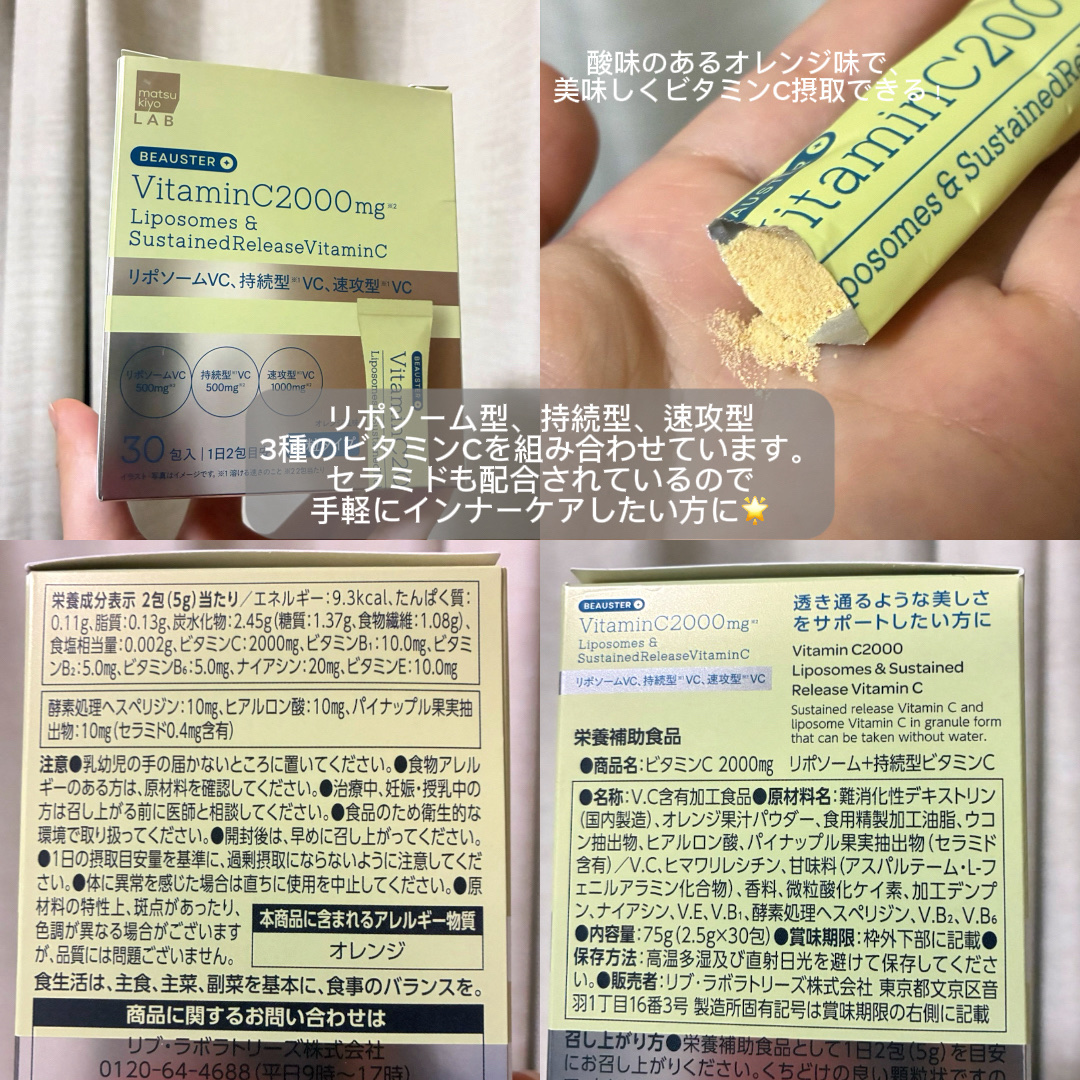 matsu
kiyo
LAB
BEAUSTER
VitaminC2000mg※2
Liposomes &
SustainedReleaseVitaminC
リポソームVC、持続型※1VC、速攻型※1VC
リポソームVC
500mg※2
持続型※1VC
500mg※2
速攻型※1VC
1000mg※2
30包入|1日2包目安
酸味のあるオレンジ味で、
美味しくビタミンC摂取できる!
VitaminC200
posomes & SustainedRe
リポソーム型、持続型、速攻型
3種のビタミンCを組み合わせています。
セラミドも配合されているので
手軽にインナーケアしたい方に🌟
栄養成分表示 2包(5g)当たり/エネルギー:9.3kcal、たんぱく質:
0.11g、脂質:0.13g、炭水化物:2.45g(糖質:1.37g、食物繊維:1.08g)、
食塩相当量:0.002g、ビタミンC:2000mg、ビタミンB₁:10.0mg、ビタミ
ンB₂:5.0mg、ビタミンB₆:5.0mg、ナイアシン:20mg、ビタミンE:10.0mg
酵素処理ヘスペリジン:10mg、ヒアルロン酸:10mg、パイナップル果実抽
出物:10mg(セラミド0.4mg含有)
注意●乳幼児の手の届かないところに置いてください。●食物アレル
ギーのある方は、原材料を確認してください。●治療中、妊娠・授乳中の
方は召し上がる前に医師と相談してください。●食品のため衛生的な
環境で取り扱ってください。●開封後は、早めに召し上がってください。
●1日の摂取目安量を基準に、過剰摂取にならないように注意してくだ
さい。●体に異常を感じた場合は直ちに使用を中止してください。●原
材料の特性上、斑点があったり、
色調が異なる場合がございます
が、品質には問題ございません。
本商品に含まれるアレルギー物質
オレンジ
食生活は、主食、主菜、副菜を基本に、食事のバランスを。
商品に関するお問い合わせは
リブ・ラボラトリーズ株式会社
0120-64-4688(平日9時〜17時)
BEAUSTER
VitaminC2000mg※2
Liposomes &
SustainedReleaseVitaminC
リポソームVC、持続型※1VC、速攻型※1VC
透き通るような美しさ
をサポートしたい方に
Vitamin C2000
Liposomes & Sustained
Release Vitamin C
Sustained release Vitamin C and
liposome Vitamin C in granule form
that can be taken without water.
栄養補助食品
●商品名:ビタミンC 2000mg リポソーム+持続型ビタミンC
●名称:V.C含有加工食品●原材料名:難消化性デキストリン
(国内製造)、オレンジ果汁パウダー、食用精製加工油脂、ウコ
ン抽出物、ヒアルロン酸、パイナップル果実抽出物(セラミド
含有)/V.C、ヒマワリレシチン、甘味料(アスパルテーム・L-フ
ェニルアラミン化合物)、香料、微粒酸化ケイ素、加工デンプ
ン、ナイアシン、V.E、V.B₁、酵素処理ヘスペリジン、V.B₂、V.B₆
●内容量:75g(2.5g×30包)●賞味期限:枠外下部に記載●
保存方法:高温多湿及び直射日光を避けて保存してくださ
い。●販売者:リブ・ラボラトリーズ株式会社 東京都文京区音
羽1丁目16番3号 製造所固有記号は賞味期限の右側に記載
召し上がり方●栄養補助食品として1日2包(5g)を目安
にお召し上がりください。くちどけの良い顆粒状ですの